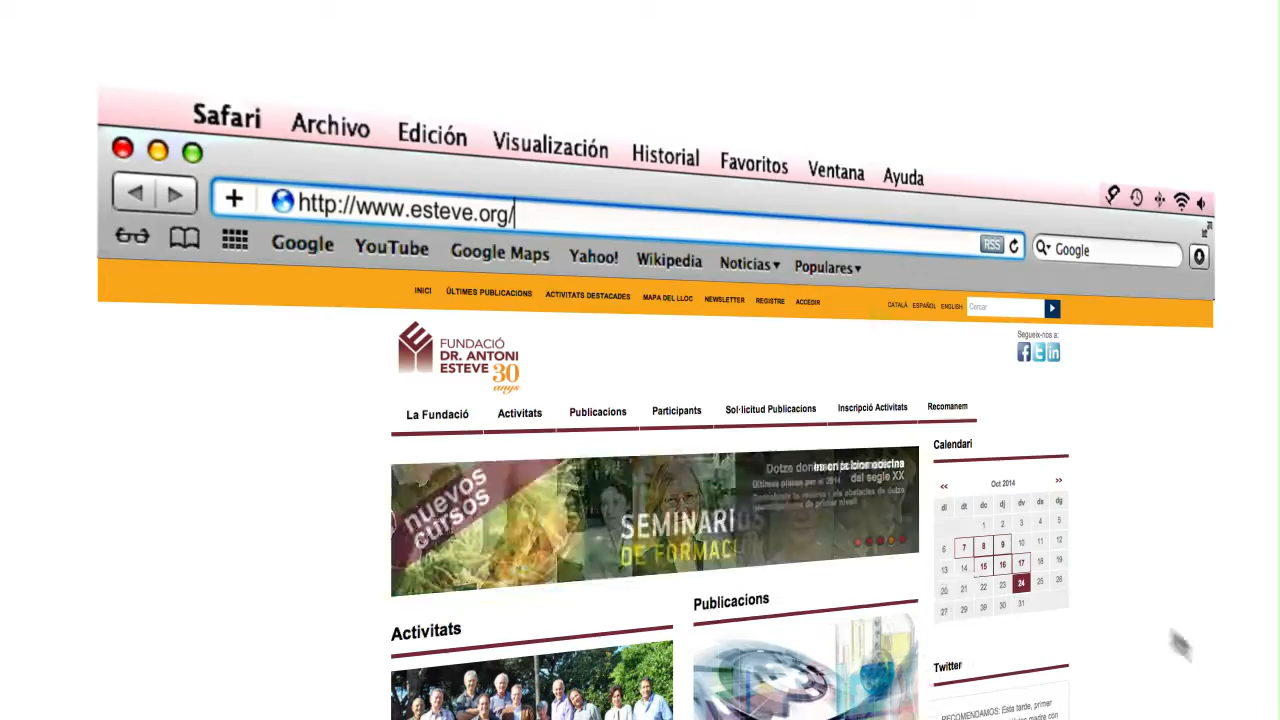 Safari Archivo Edición Visualización Historial Favoritos Ventana Ayuda
http://www.esteve.org/
RSS
Google
Google YouTube Google Maps Yahoo! Wikipedia Noticias Populares
INICI ÚLTIMES PUBLICACIONS ACTIVITATS DESTACADES MAPA DEL LLOC NEWSLETTER REGISTRE ACCEDIR
CATALÀ ESPAÑOL ENGLISH Cercar
Segueix-nos a:
FUNDACIÓ
DR. ANTONI
ESTEVE 30
anys
La Fundació Activitats Publicacions Participants Sol·licitud Publicacions Inscripció Activitats Recomanem
nuevos
cursos
SEMINARIOS
DE FORMACI
del segle XX
Calendari
<< Oct 2014 >>
dl dt dc dj dv ds dg
1 2 3 4 5
6 7 8 9 10 11 12
13 14 15 16 17 18 19
20 21 22 23 24 25 26
27 28 29 30 31
Activitats
Publicacions
Twitter
RECOMENDAMOS: Esta tarde, primer